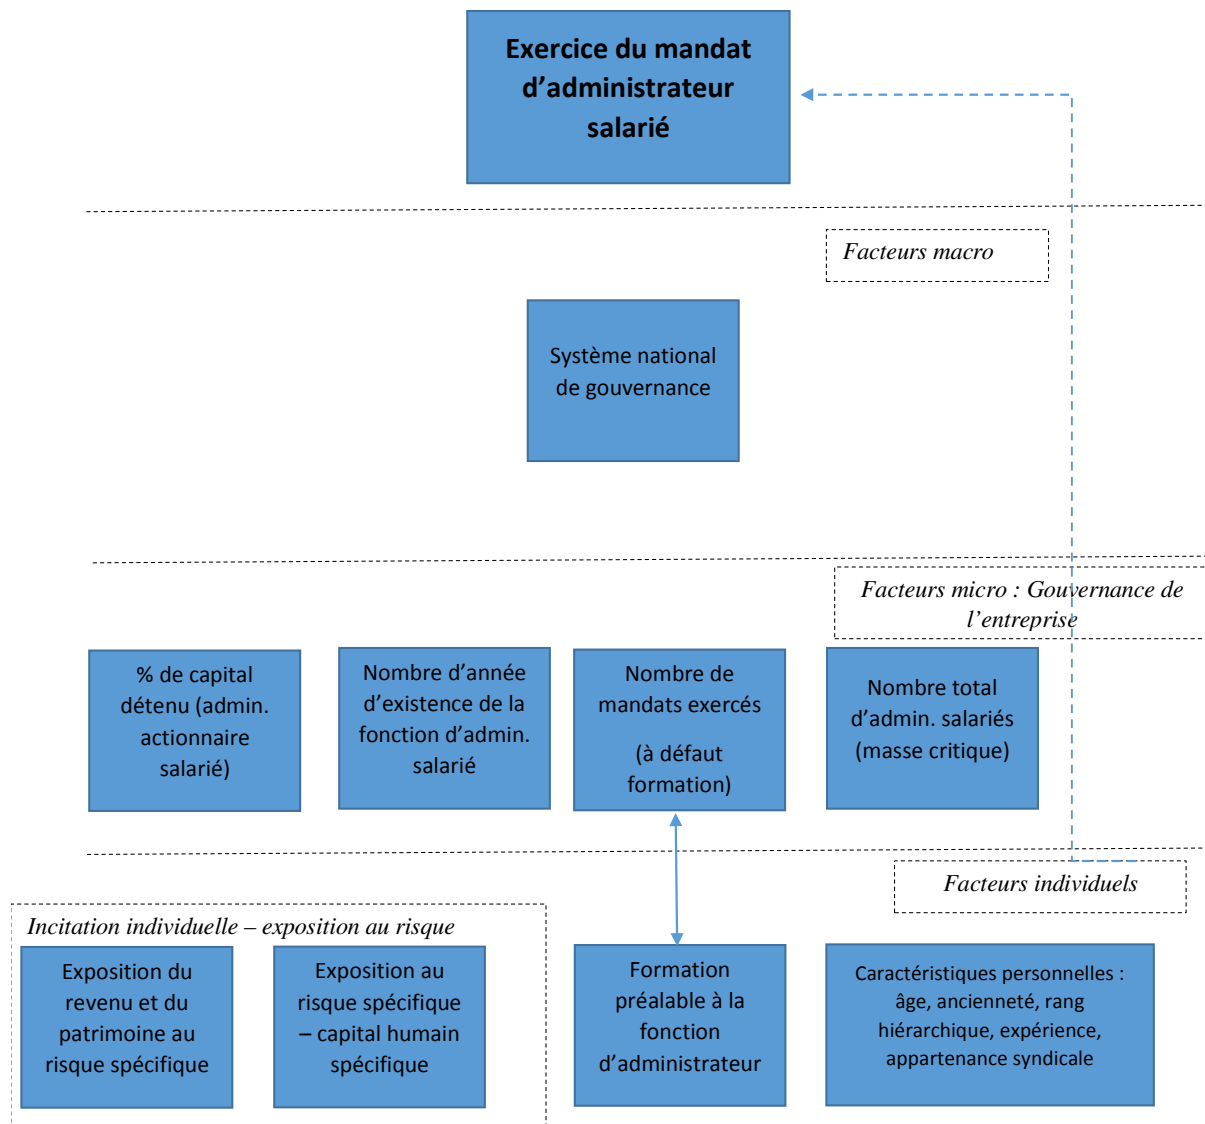 Exercice du mandat
d’administrateur
salarié
Facteurs macro
Système national
de gouvernance
Facteurs micro : Gouvernance de
l’entreprise
% de capital
détenu (admin.
actionnaire
salarié)
Nombre d’année
d’existence de la
fonction d’admin.
salarié
Nombre de
mandats exercés
(à défaut
formation)
Nombre total
d’admin. salariés
(masse critique)
Facteurs individuels
Incitation individuelle – exposition au risque
Exposition du
revenu et du
patrimoine au
risque spécifique
Exposition au
risque spécifique
– capital humain
spécifique
Formation
préalable à la
fonction
d’administrateur
Caractéristiques personnelles :
âge, ancienneté, rang
hiérarchique, expérience,
appartenance syndicale